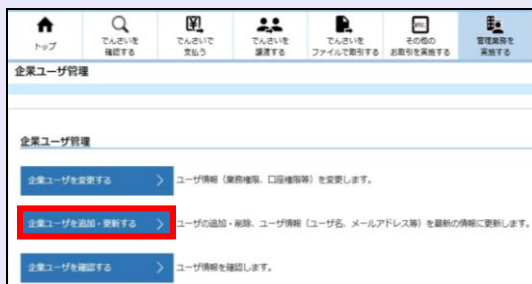 トップ
でんさいを
確認する
でんさいで
支払う
でんさいを
譲渡する
でんさいを
ファイルで取引する
その他の
お取引を実施する
管理業務を
実施する
企業ユーザ管理
企業ユーザ管理
企業ユーザを変更する
ユーザ情報（業務権限、口座権限等）を変更します。
企業ユーザを追加・更新する
ユーザの追加・削除、ユーザ情報（ユーザ名、メールアドレス等）を最新の情報に更新します。
企業ユーザを確認する
ユーザ情報を確認します。